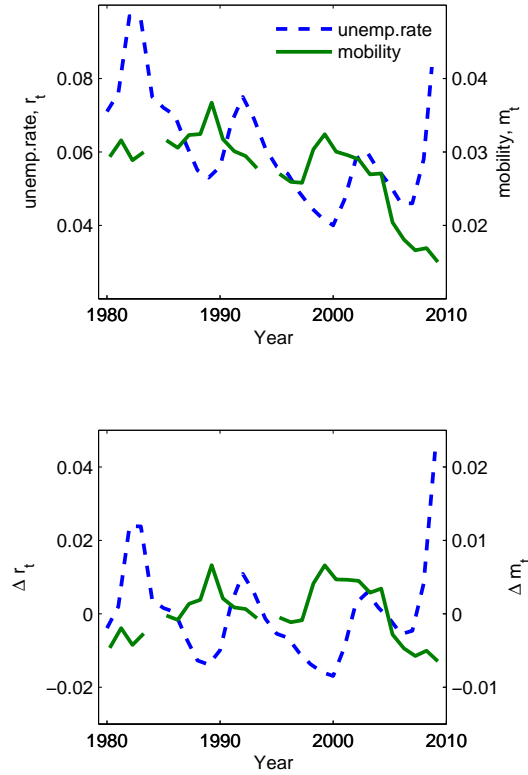 unemp.rate
mobility
0.08
0.06
0.04
unemp.rate, r_t
0.04
0.03
0.02
mobility, m_t
1980 1990 2000 2010
Year
0.04
0.02
0
−0.02
Δ r_t
0.02
0.01
0
−0.01
Δ m_t
1980 1990 2000 2010
Year